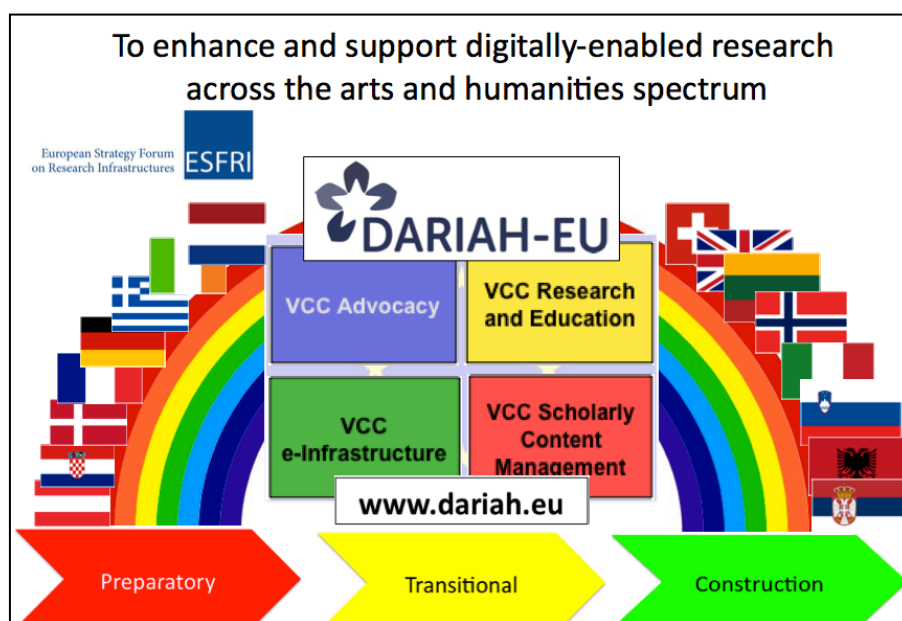 To enhance and support digitally-enabled research
across the arts and humanities spectrum
European Strategy Forum
on Research Infrastructures
ESFRI
DARIAH-EU
VCC Advocacy
VCC Research
and Education
VCC
e-Infrastructure
VCC Scholarly
Content
Management
www.dariah.eu
Preparatory
Transitional
Construction